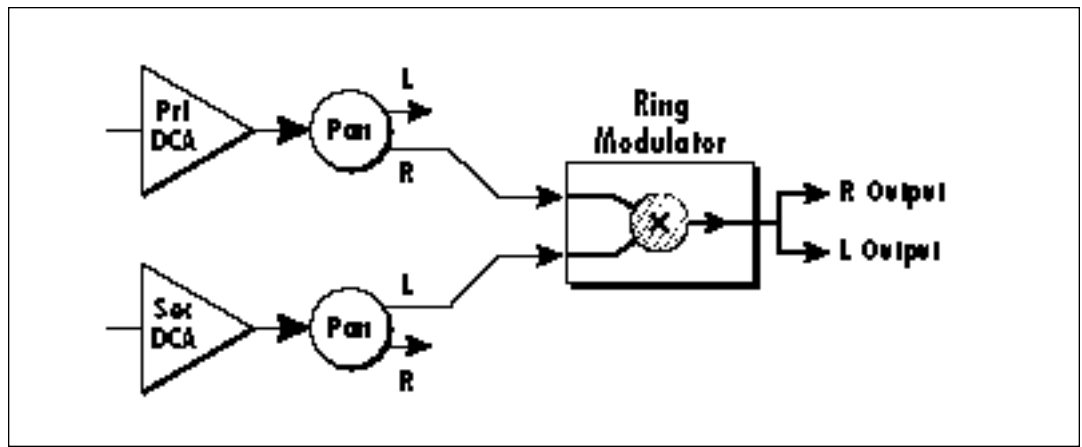 Pri
DCA
Pan
L
R
Ring
Modulator
R Output
L Output
Sec
DCA
Pan
L
R